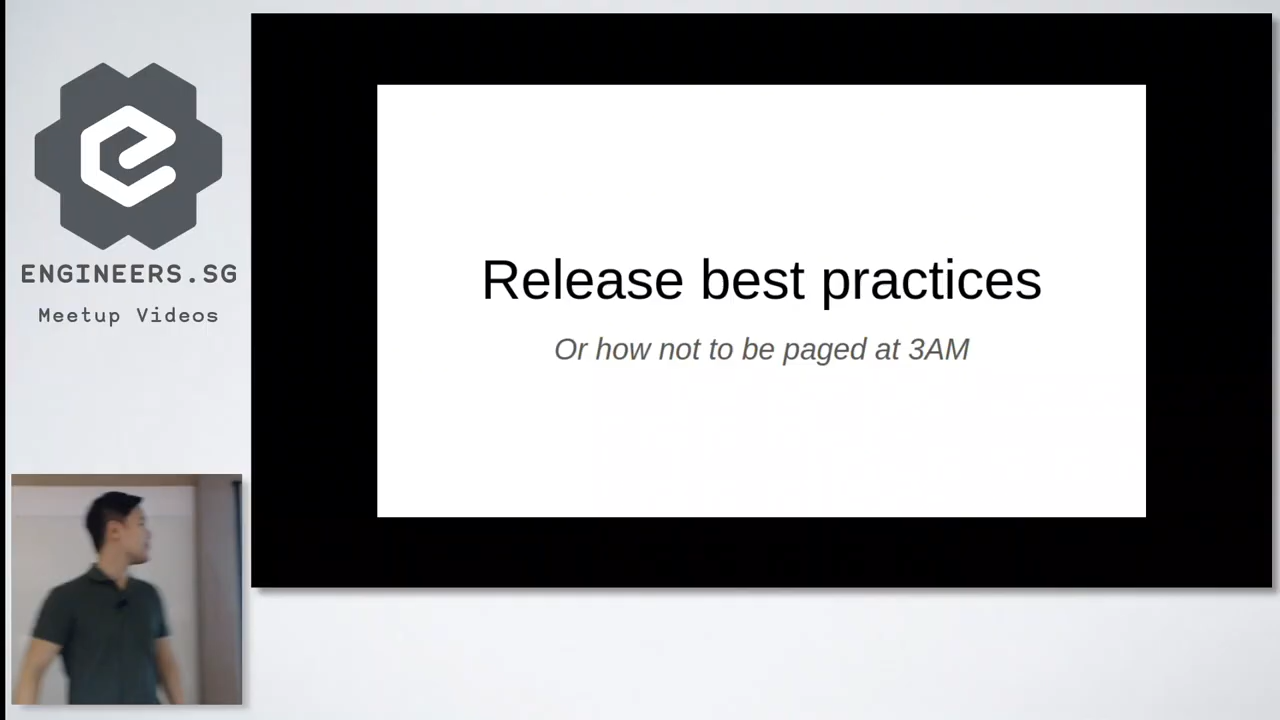 ENGINEERS.SG
Meetup Videos
Release best practices
Or how not to be paged at 3AM